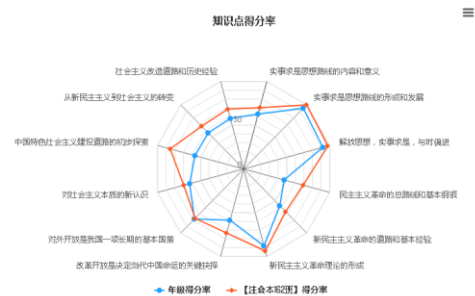 知识点得分率
社会主义改造道路和历史经验
实事求是思想路线的内容和意义
从新民主主义到社会主义的转变
实事求是思想路线的形成和发展
中国特色社会主义建设道路的初步探索
解放思想，实事求是，与时俱进
对社会主义本质的新认识
民主主义革命的总路线和基本纲领
对外开放是我国一项长期的基本国策
新民主主义革命的道路和基本经验
改革开放是决定当代中国命运的关键抉择
新民主主义革命理论的形成
50
0
年级得分率
【注会本162班】得分率